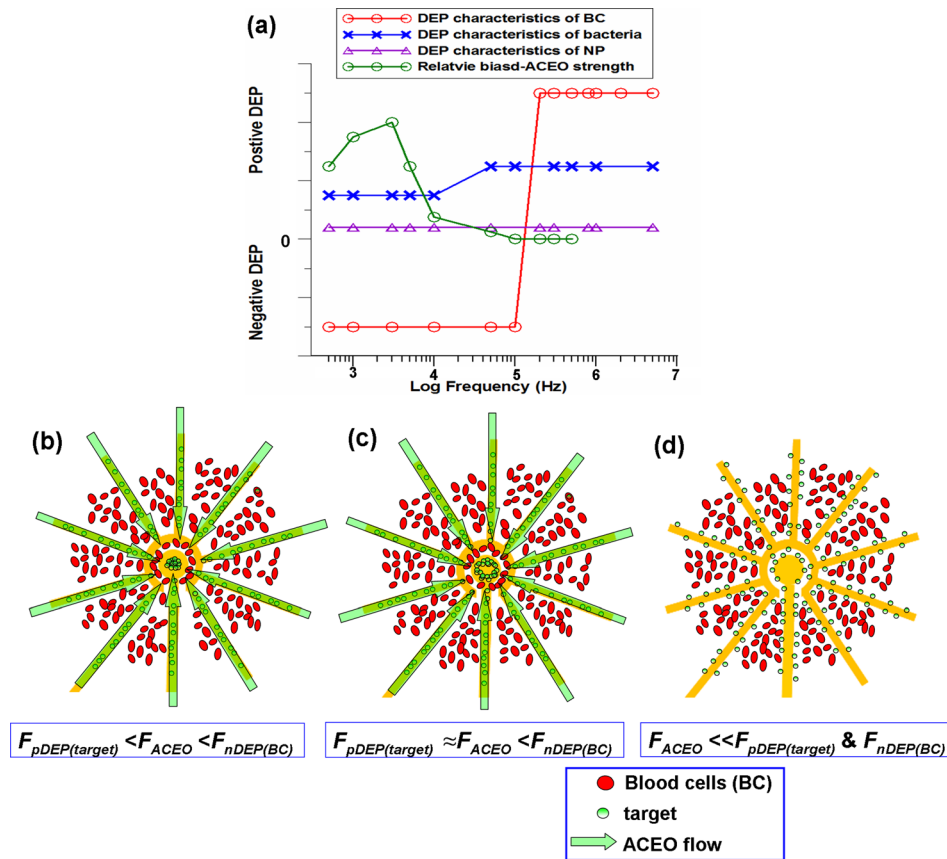 (a)
DEP characteristics of BC
DEP characteristics of bacteria
DEP characteristics of NP
Relatvie biasd-ACEO strength
Postive DEP
0
Negative DEP
3 4 5 6 7
Log Frequency (Hz)
(b)
(c)
(d)
FpDEP(target) <FACEO <FnDEP(BC)
FpDEP(target) ≈FACEO <FnDEP(BC)
FACEO <<FpDEP(target) & FnDEP(BC)
Blood cells (BC)
target
ACEO flow